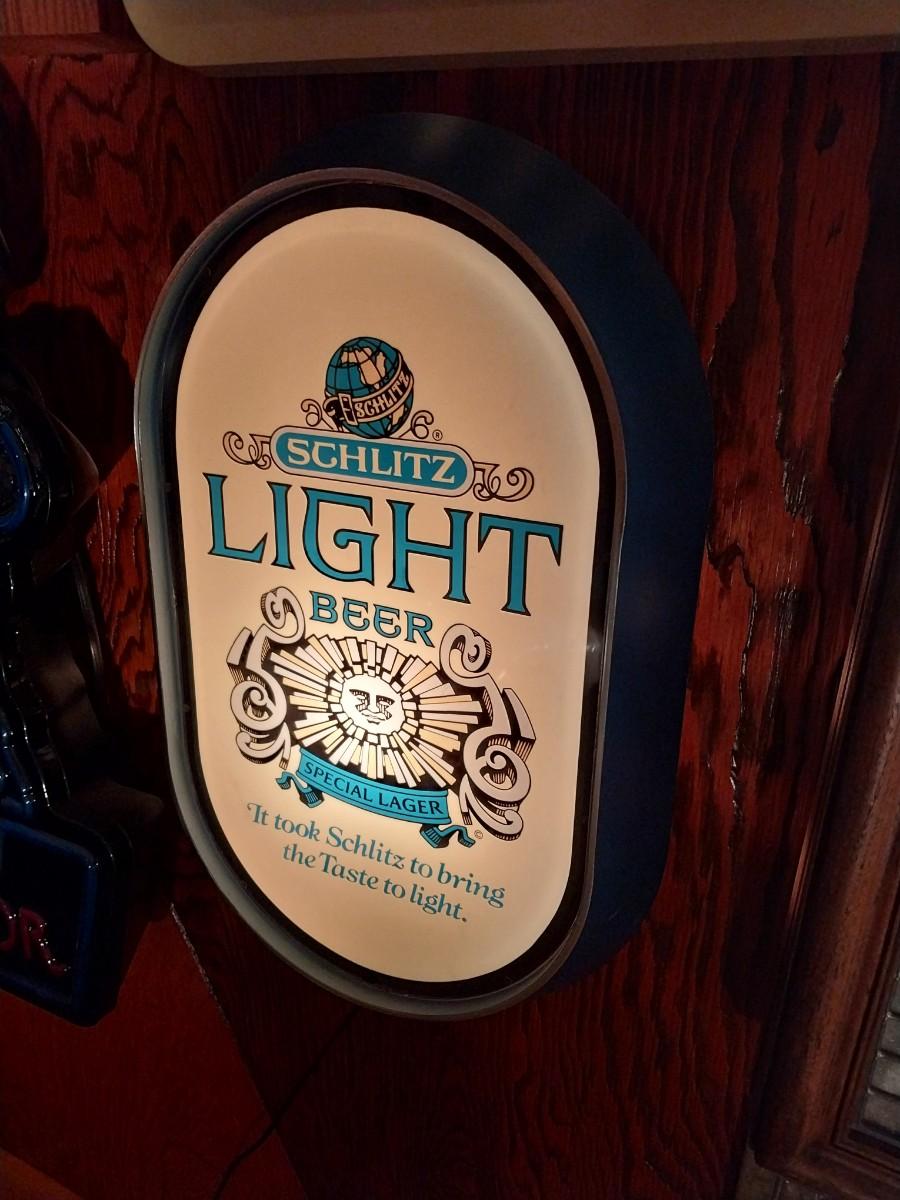 SCHLITZ
SCHLITZ
LIGHT
BEER
SPECIAL LAGER
It took Schlitz to bring
the Taste to light.